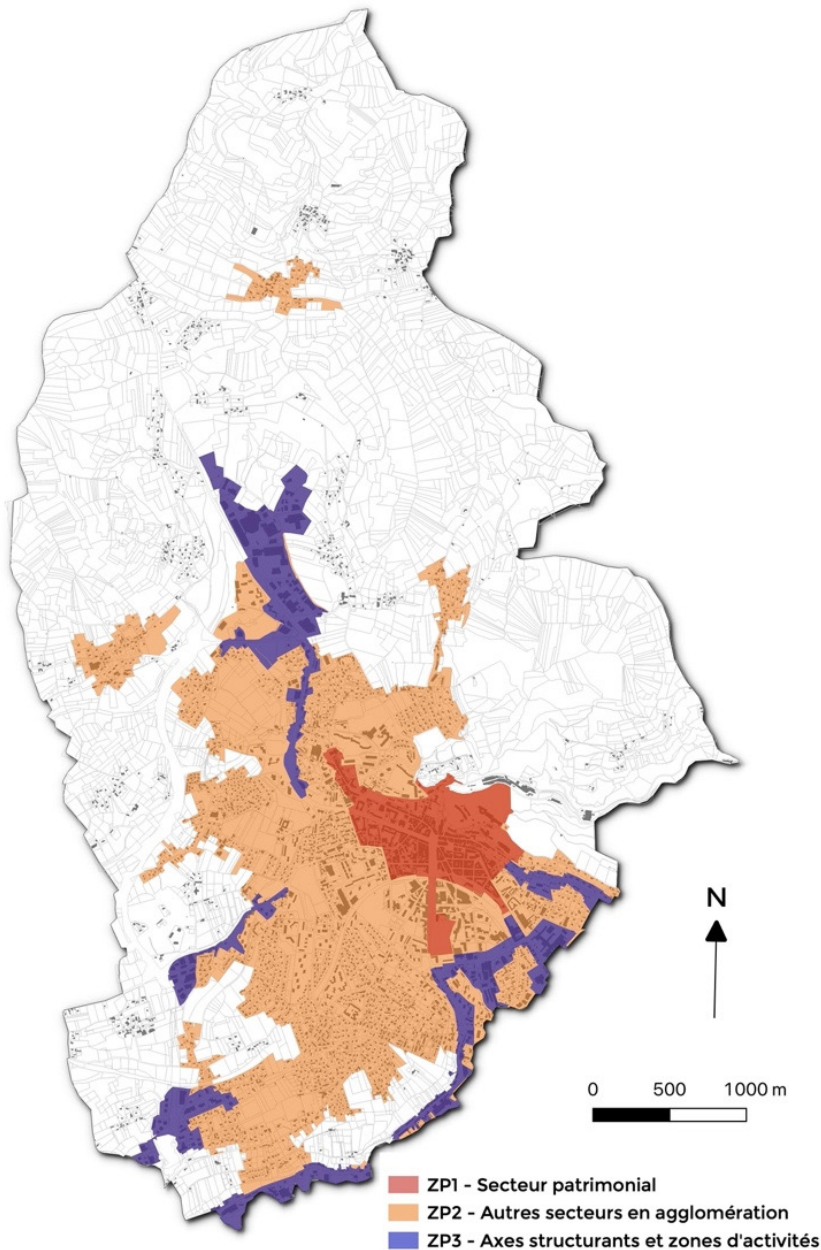 N
0 500 1000 m
ZP1 - Secteur patrimonial
ZP2 - Autres secteurs en agglomération
ZP3 - Axes structurants et zones d'activités